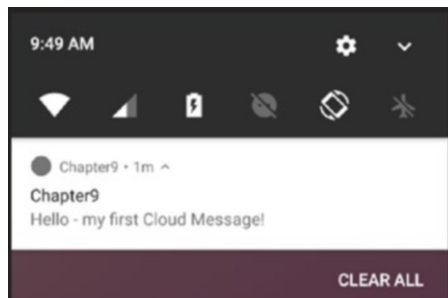 9:49 AM
Chapter9 • 1m
Chapter9
Hello - my first Cloud Message!
CLEAR ALL